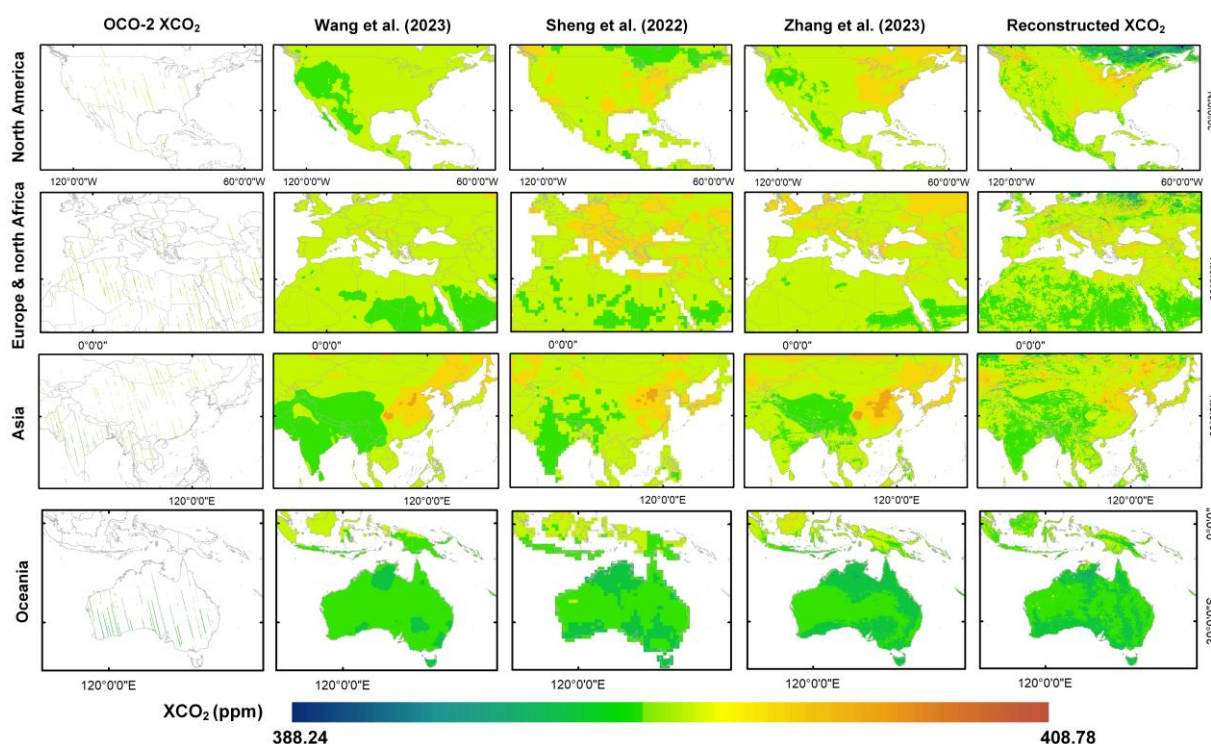 OCO-2 XCO₂ Wang et al. (2023) Sheng et al. (2022) Zhang et al. (2023) Reconstructed XCO₂
North America
120°0'0"W 60°0'0"W 120°0'0"W 60°0'0"W 120°0'0"W 60°0'0"W 120°0'0"W 60°0'0"W 120°0'0"W 60°0'0"W
Europe & north Africa
0°0'0" 0°0'0" 0°0'0" 0°0'0" 0°0'0"
Asia
120°0'0"E 120°0'0"E 120°0'0"E 120°0'0"E 120°0'0"E
Oceania
0°0'0"
120°0'0"E 120°0'0"E 120°0'0"E 120°0'0"E 120°0'0"E
XCO₂ (ppm)
388.24 408.78